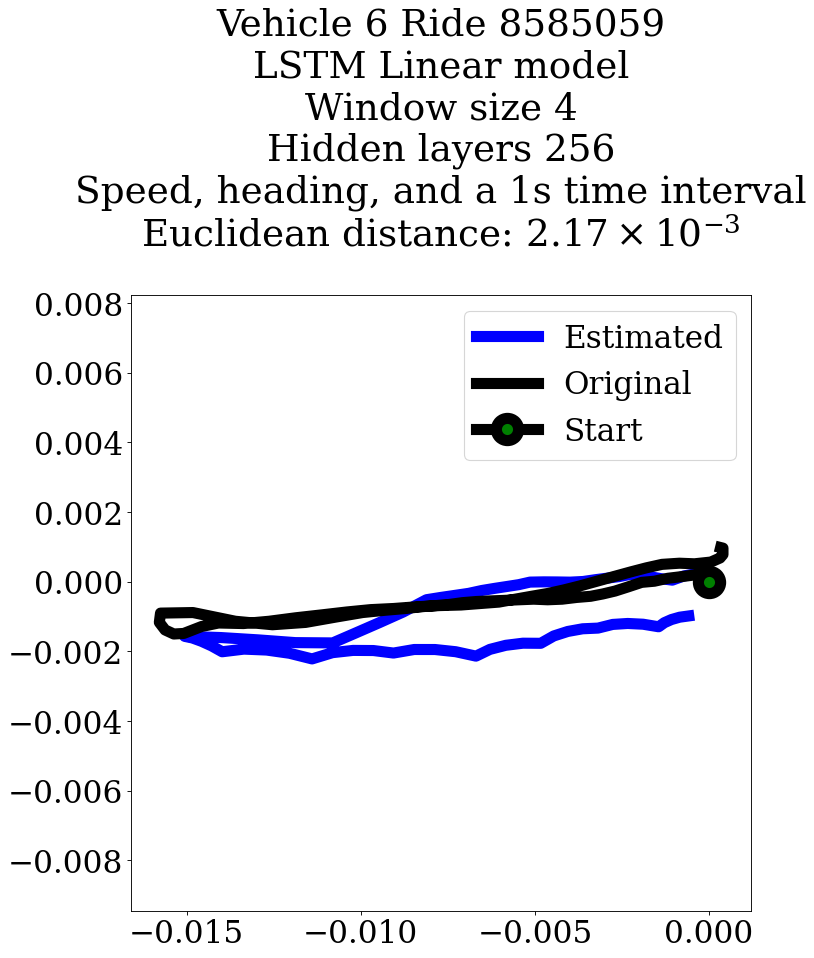 Vehicle 6 Ride 8585059
LSTM Linear model
Window size 4
Hidden layers 256
Speed, heading, and a 1s time interval
Euclidean distance: 2.17 × 10⁻³
Estimated
Original
Start
0.008
0.006
0.004
0.002
0.000
−0.002
−0.004
−0.006
−0.008
−0.015 −0.010 −0.005 0.000